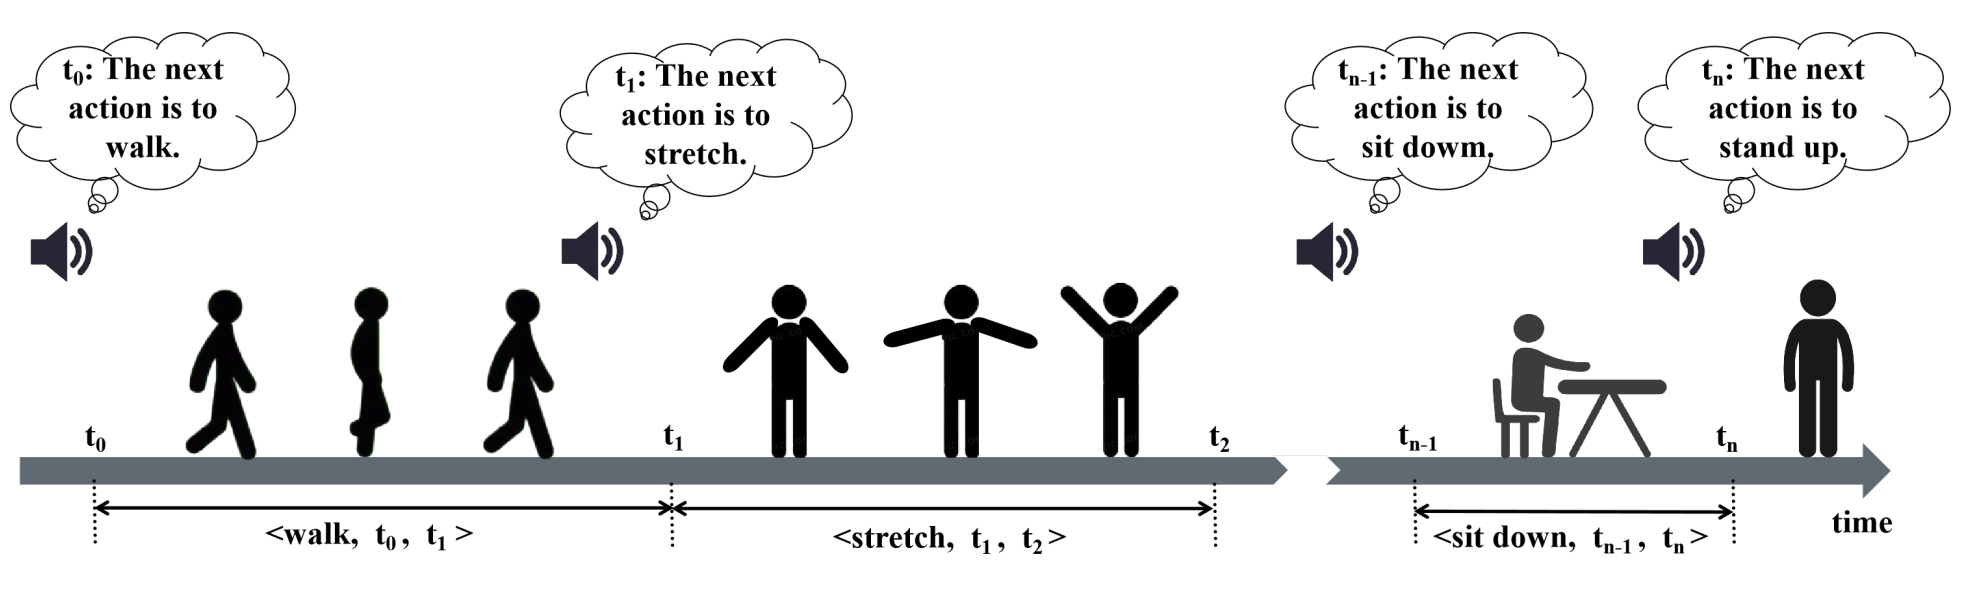 t₀: The next
action is to
walk.
t₁: The next
action is to
stretch.
tₙ₋₁: The next
action is to
sit dowm.
tₙ: The next
action is to
stand up.
t₀
t₁
t₂
tₙ₋₁
tₙ
<walk, t₀, t₁>
<stretch, t₁, t₂>
<sit down, tₙ₋₁, tₙ>
time